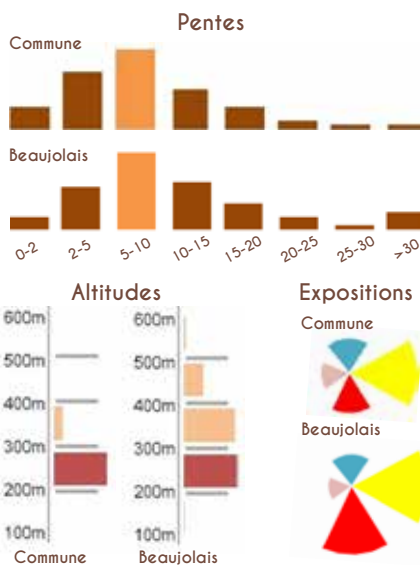 Pentes
Commune
Beaujolais
0-2 2-5 5-10 10-15 15-20 20-25 25-30 >30
Altitudes
600m
500m
400m
300m
200m
100m
Commune
600m
500m
400m
300m
200m
100m
Beaujolais
Expositions
Commune
Beaujolais